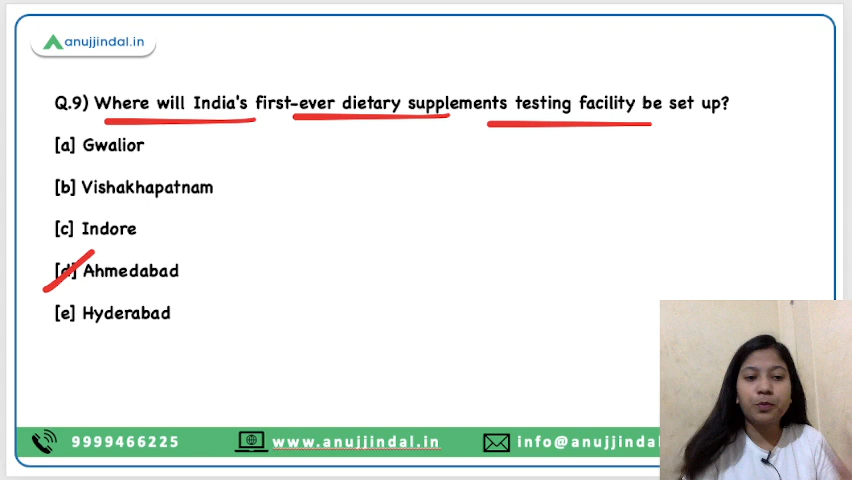 anujjindal.in
Q.9) Where will India's first-ever dietary supplements testing facility be set up?
[a] Gwalior
[b] Vishakhapatnam
[c] Indore
[d] Ahmedabad
[e] Hyderabad
9999466225 www.anujjindal.in info@anujjindal